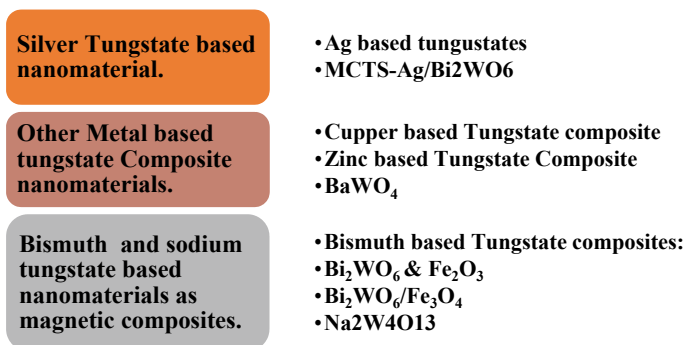 Silver Tungstate based
nanomaterial.
•Ag based tungustates
•MCTS-Ag/Bi2WO6
Other Metal based
tungstate Composite
nanomaterials.
•Cupper based Tungstate composite
•Zinc based Tungstate Composite
•BaWO₄
Bismuth and sodium
tungstate based
nanomaterials as
magnetic composites.
•Bismuth based Tungstate composites:
•Bi₂WO₆ & Fe₂O₃
•Bi₂WO₆/Fe₃O₄
•Na2W4O13